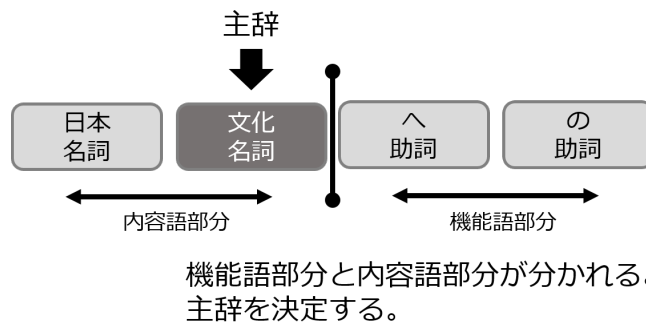 主辞
日本
名詞
文化
名詞
へ
助詞
の
助詞
内容語部分
機能語部分
機能語部分と内容語部分が分かれる
主辞を決定する。